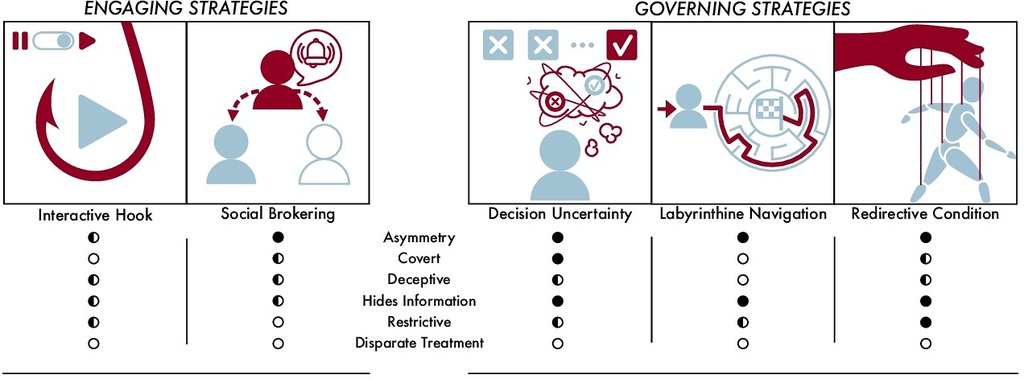 ENGAGING STRATEGIES
GOVERNING STRATEGIES
Interactive Hook
Social Brokering
Decision Uncertainty
Labyrinthine Navigation
Redirective Condition
Asymmetry
Covert
Deceptive
Hides Information
Restrictive
Disparate Treatment